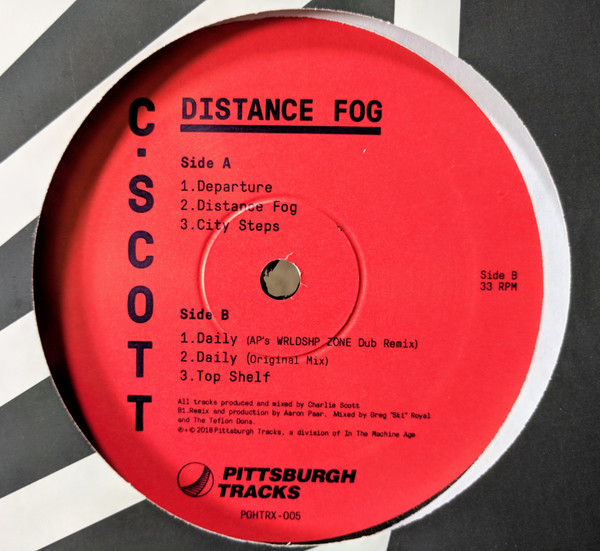 C.SCOTT
DISTANCE FOG
Side A
1.Departure
2.Distance Fog
3.City Steps
Side B
33 RPM
Side B
1.Daily (AP's WRLDSHP ZONE Dub Remix)
2.Daily (Original Mix)
3.Top Shelf
All tracks produced and mixed by Charlie Scott
B1.Remix and production by Aaron Paar. Mixed by Greg "Ski" Royal
and The Teflon Dons.
℗+© 2018 Pittsburgh Tracks, a division of In The Machine Age
PITTSBURGH
TRACKS
PGHTRX-005